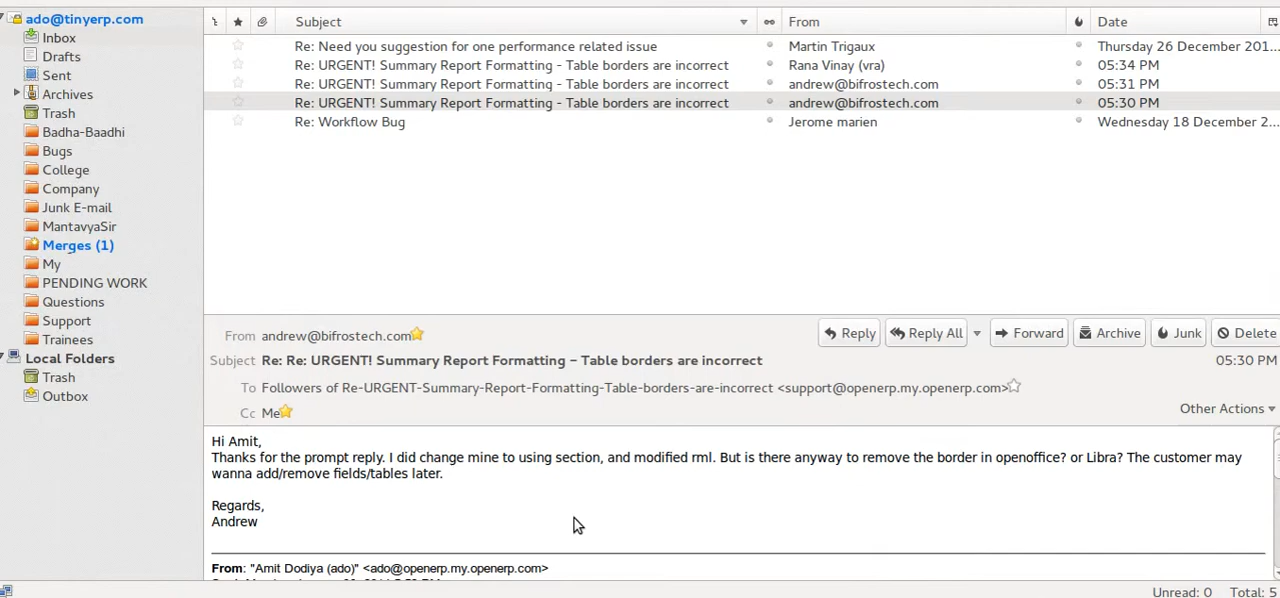 ado@tinyerp.com
Inbox
Drafts
Sent
Archives
Trash
Badha-Baadhi
Bugs
College
Company
Junk E-mail
MantavyaSir
Merges (1)
My
PENDING WORK
Questions
Support
Trainees
Local Folders
Trash
Outbox
Subject From Date
Re: Need you suggestion for one performance related issue Martin Trigaux Thursday 26 December 201...
Re: URGENT! Summary Report Formatting - Table borders are incorrect Rana Vinay (vra) 05:34 PM
Re: URGENT! Summary Report Formatting - Table borders are incorrect andrew@bifrostech.com 05:31 PM
Re: URGENT! Summary Report Formatting - Table borders are incorrect andrew@bifrostech.com 05:30 PM
Re: Workflow Bug Jerome marien Wednesday 18 December 2...
From andrew@bifrostech.com Reply Reply All Forward Archive Junk Delete
Subject Re: Re: URGENT! Summary Report Formatting - Table borders are incorrect 05:30 PM
To Followers of Re-URGENT-Summary-Report-Formatting-Table-borders-are-incorrect <support@openerp.my.openerp.com>
Cc Me Other Actions
Hi Amit,
Thanks for the prompt reply. I did change mine to using section, and modified rml. But is there anyway to remove the border in openoffice? or Libra? The customer may
wanna add/remove fields/tables later.
Regards,
Andrew
From: "Amit Dodiya (ado)" <ado@openerp.my.openerp.com>
Unread: 0 Total: 5